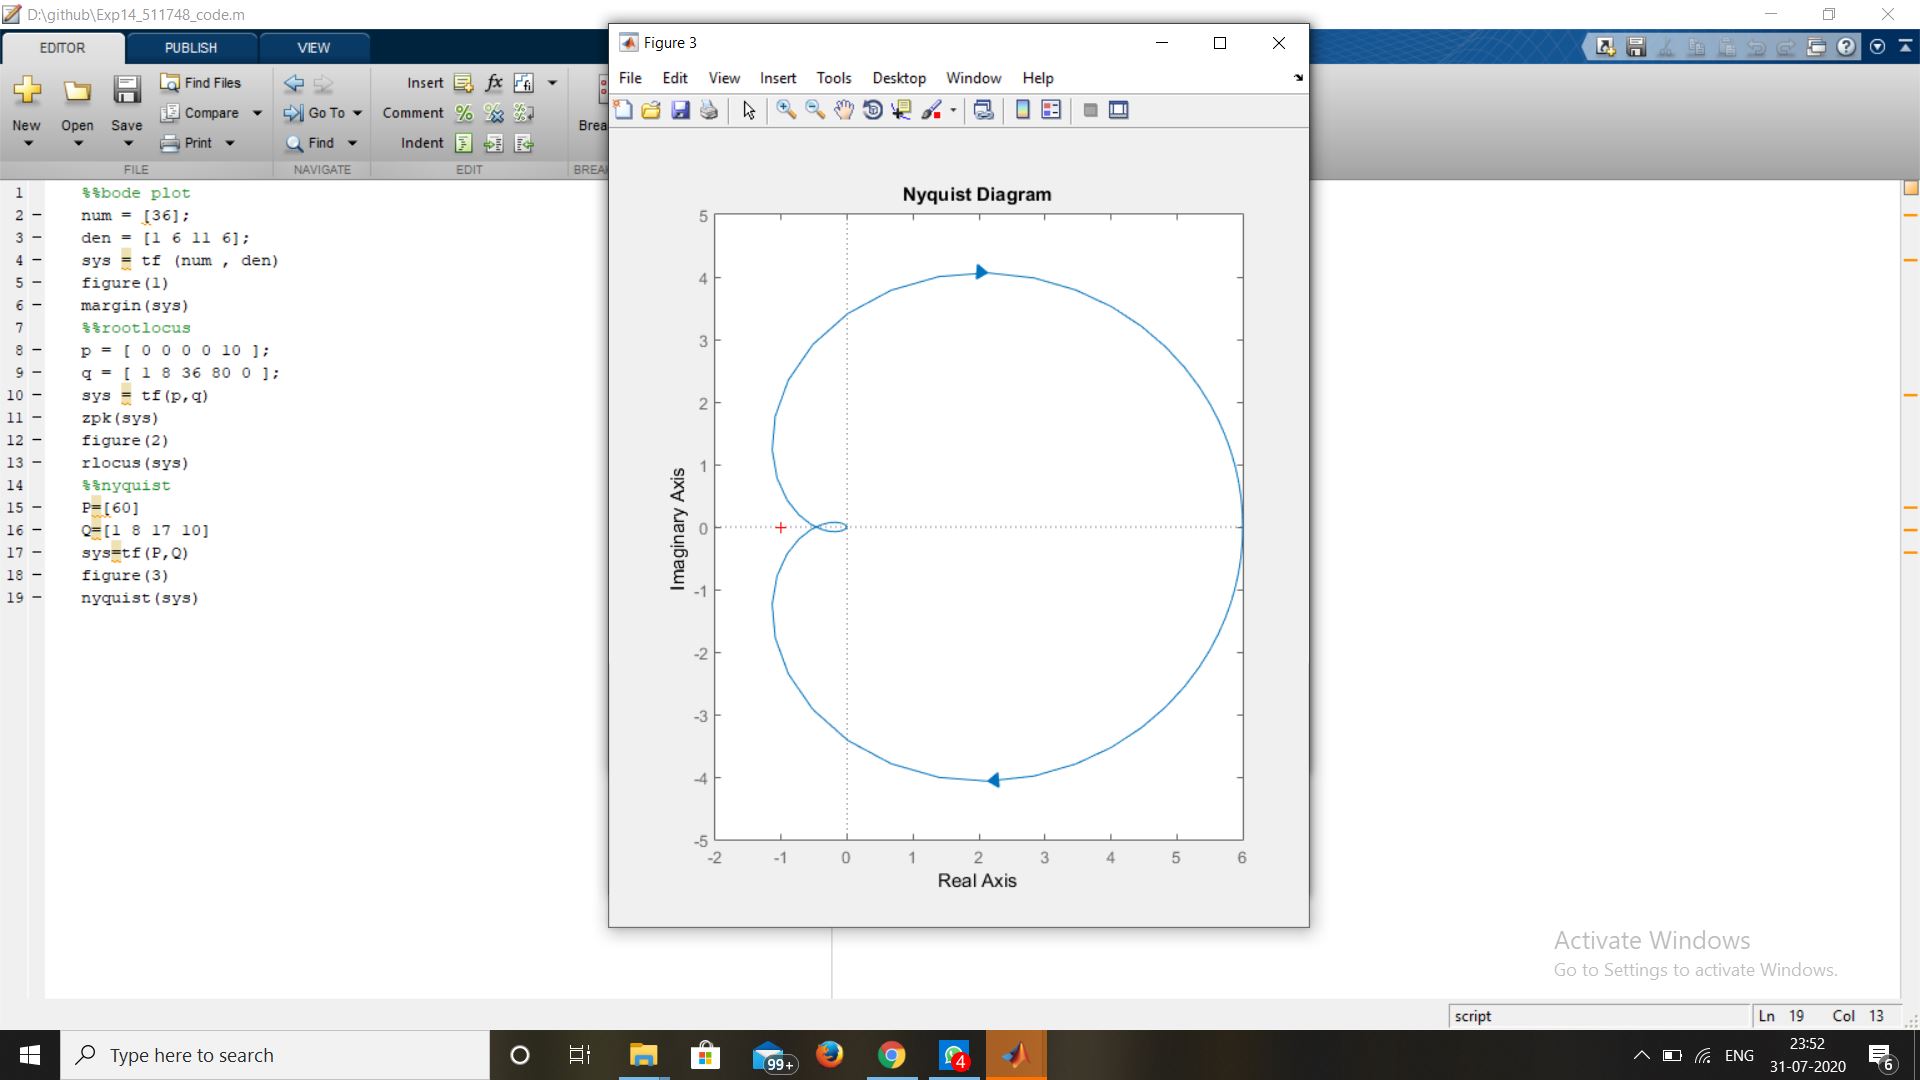 D:\github\Exp14_511748_code.m
EDITOR PUBLISH VIEW
New Open Save
Find Files
Compare
Print
FILE
Go To
Find
NAVIGATE
Insert
Comment
Indent
EDIT
Brea
BREA
1 %%bode plot
2 – num = [36];
3 – den = [1 6 11 6];
4 – sys = tf (num , den)
5 – figure(1)
6 – margin(sys)
7 %%rootlocus
8 – p = [ 0 0 0 0 10 ];
9 – q = [ 1 8 36 80 0 ];
10 – sys = tf(p,q)
11 – zpk(sys)
12 – figure(2)
13 – rlocus(sys)
14 %%nyquist
15 – P=[60]
16 – Q=[1 8 17 10]
17 – sys=tf(P,Q)
18 – figure(3)
19 – nyquist(sys)
Figure 3
File Edit View Insert Tools Desktop Window Help
Nyquist Diagram
Imaginary Axis
5
4
3
2
1
0
-1
-2
-3
-4
-5
-2 -1 0 1 2 3 4 5 6
Real Axis
Activate Windows
Go to Settings to activate Windows.
script
Ln 19 Col 13
Type here to search
99+
4
ENG
23:52
31-07-2020
6